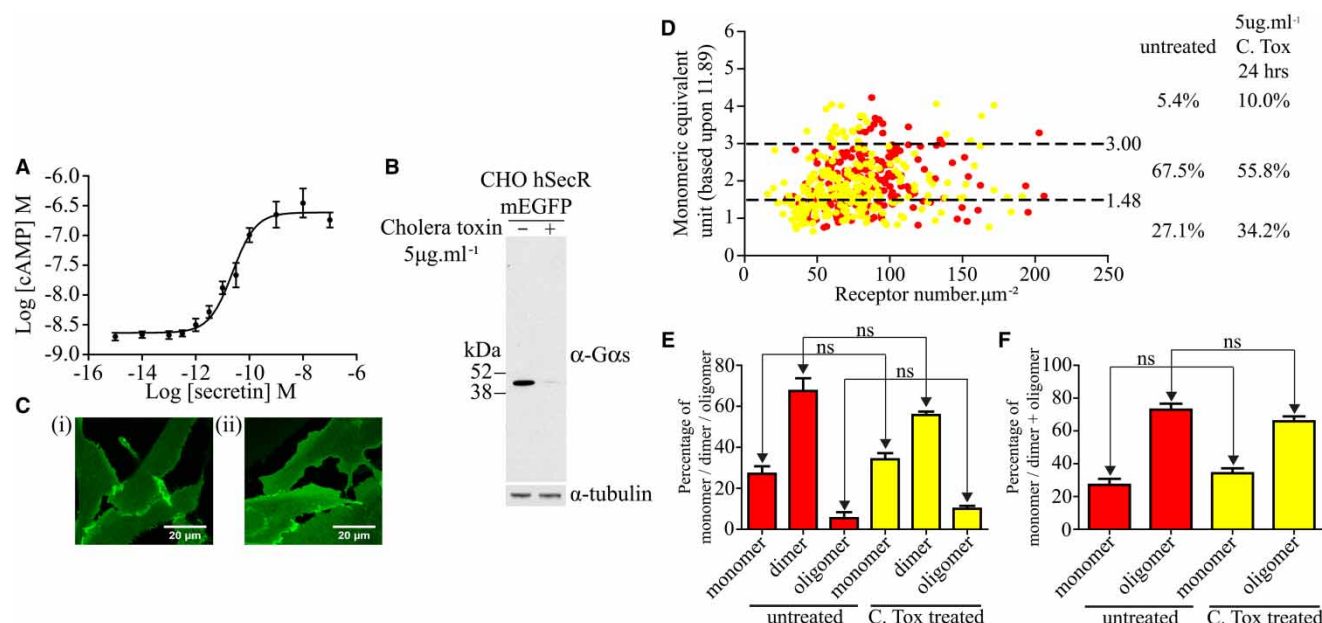 A
Log [cAMP] M
-6.0
-6.5
-7.0
-7.5
-8.0
-8.5
-9.0
-16 -14 -12 -10 -8 -6
Log [secretin] M
B
CHO hSecR
mEGFP
Cholera toxin − +
5µg.ml⁻¹
kDa
52
38
α-Gαs
α-tubulin
C
(i)
20 µm
(ii)
20 µm
D
Monomeric equivalent
unit (based upon 11.89)
6
5
4
3
2
1
0
0 50 100 150 200 250
Receptor number.µm⁻²
3.00
1.48
5ug.ml⁻¹
untreated C. Tox
24 hrs
5.4% 10.0%
67.5% 55.8%
27.1% 34.2%
E
Percentage of
monomer / dimer / oligomer
80
60
40
20
0
ns
ns
ns
monomer dimer oligomer monomer dimer oligomer
untreated C. Tox treated
F
Percentage of
monomer / dimer + oligomer
100
80
60
40
20
0
ns
ns
monomer oligomer monomer oligomer
untreated C. Tox treated